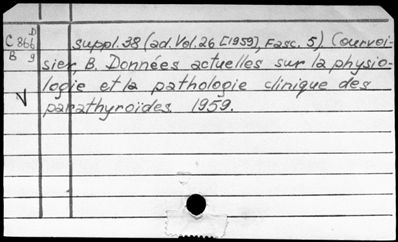 D
C 866 suppl. 38 (ad. Vol. 26 [1959], Fasc. 5) Courvoi-
B 9 sier, B. Données actuelles sur la physio-
logie et la pathologie clinique des
parathyroides 1959.